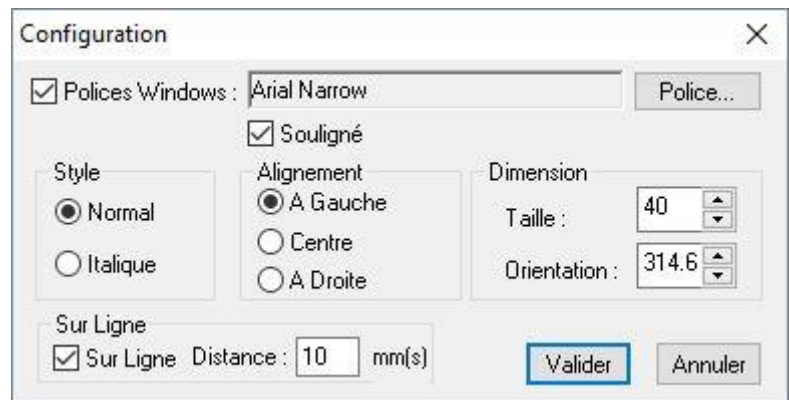 Configuration
Polices Windows : Arial Narrow Police...
Souligné
Style Alignement Dimension
Normal A Gauche Taille : 40
Centre
Italique A Droite Orientation : 314.6
Sur Ligne
Sur Ligne Distance : 10 mm(s) Valider Annuler